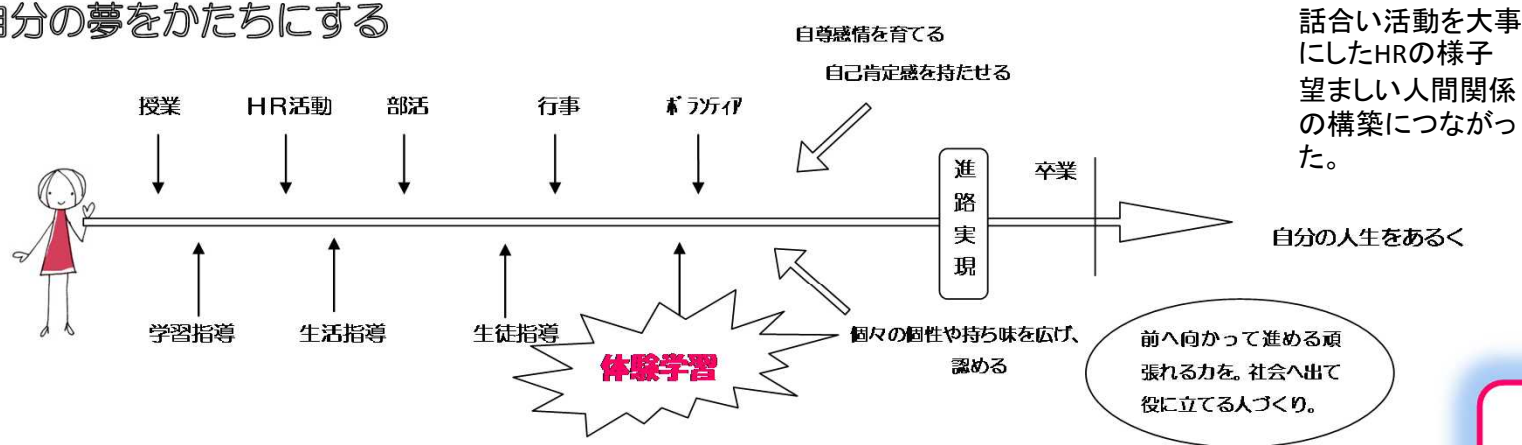 自分の夢をかたちにする
話合い活動を大事
にしたHRの様子
望ましい人間関係
の構築につながっ
た。
自尊感情を育てる
自己肯定感を持たせる
授業
HR活動
部活
行事
ボランティア
進
路
実
現
卒業
自分の人生をあるく
学習指導
生活指導
生徒指導
体験学習
個々の個性や持ち味を広げ、
認める
前へ向かって進める頑
張れる力を。社会へ出て
役に立てる人づくり。